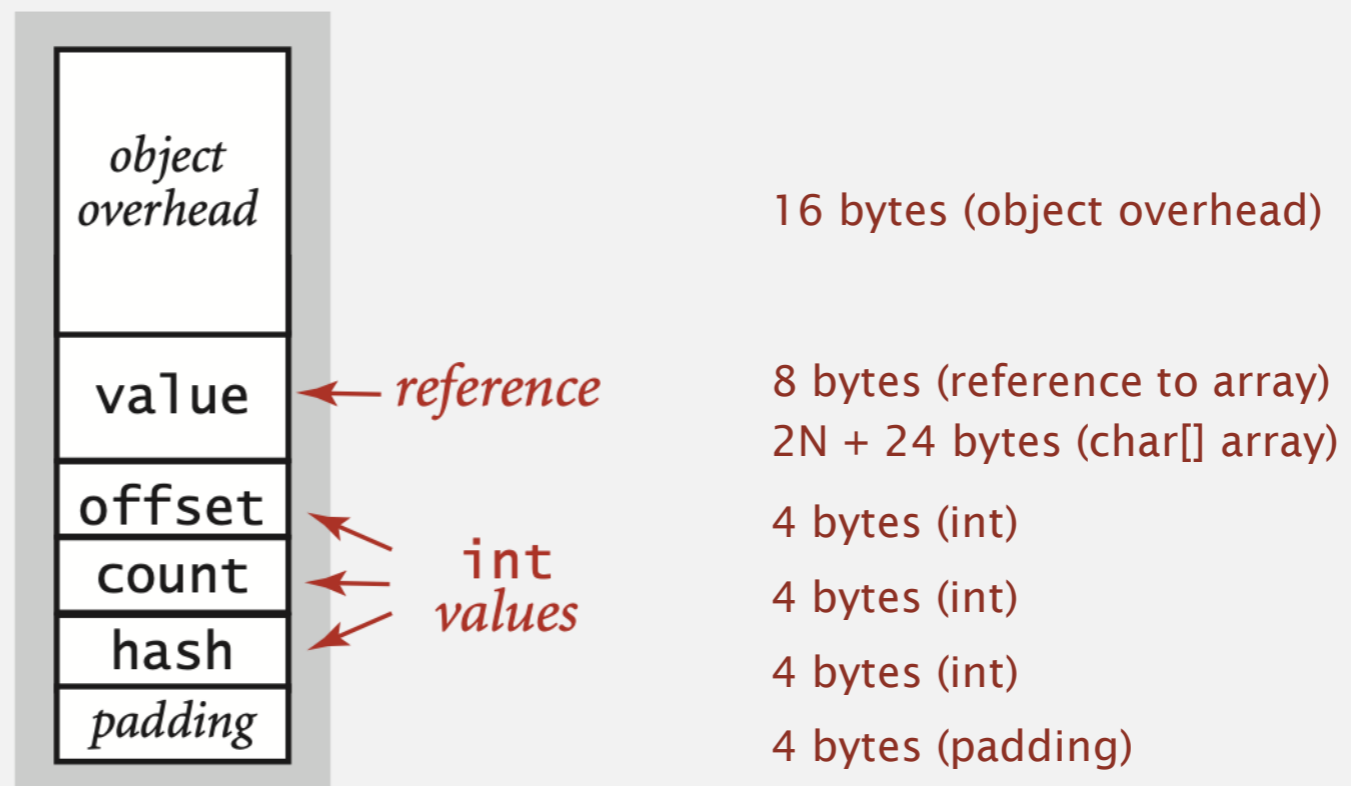 object
overhead
16 bytes (object overhead)
value
reference
8 bytes (reference to array)
2N + 24 bytes (char[] array)
offset
4 bytes (int)
int
values
count
4 bytes (int)
hash
4 bytes (int)
padding
4 bytes (padding)